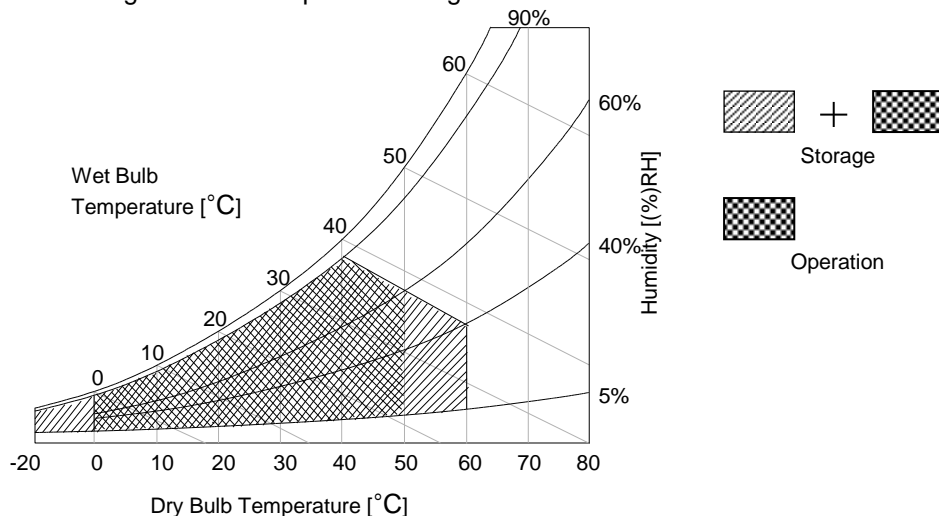 90%
60
60%
50
Wet Bulb
Temperature [°C]
40
40%
30
20
10
0
5%
Humidity [(%)RH]
-20 0 10 20 30 40 50 60 70 80
Dry Bulb Temperature [°C]
+
Storage
Operation